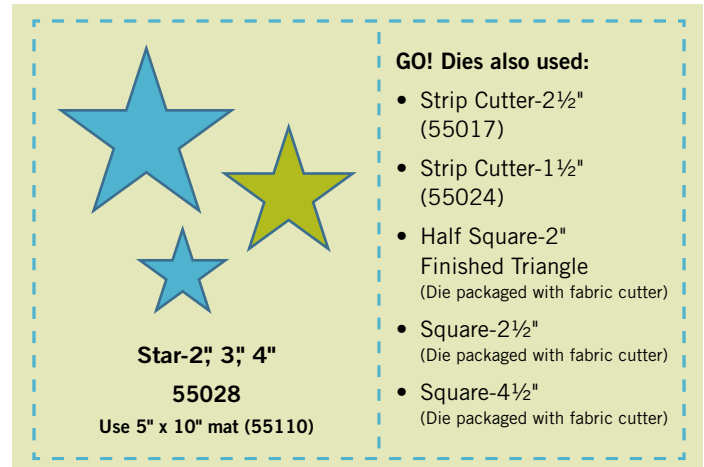 Star-2", 3", 4"
55028
Use 5" x 10" mat (55110)
GO! Dies also used:
• Strip Cutter-2½"
(55017)
• Strip Cutter-1½"
(55024)
• Half Square-2"
Finished Triangle
(Die packaged with fabric cutter)
• Square-2½"
(Die packaged with fabric cutter)
• Square-4½"
(Die packaged with fabric cutter)